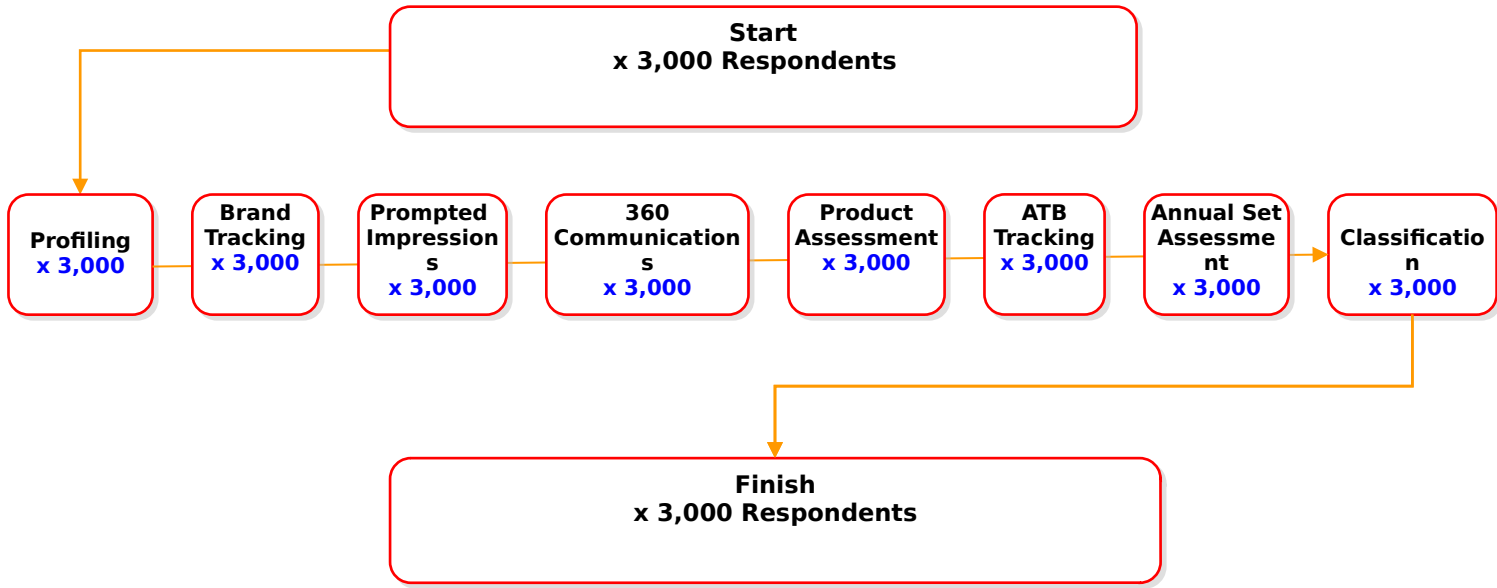 Start
x 3,000 Respondents
Profiling
x 3,000
Brand
Tracking
x 3,000
Prompted
Impression
s
x 3,000
360
Communication
s
x 3,000
Product
Assessment
x 3,000
ATB
Tracking
x 3,000
Annual Set
Assessme
nt
x 3,000
Classificatio
n
x 3,000
Finish
x 3,000 Respondents